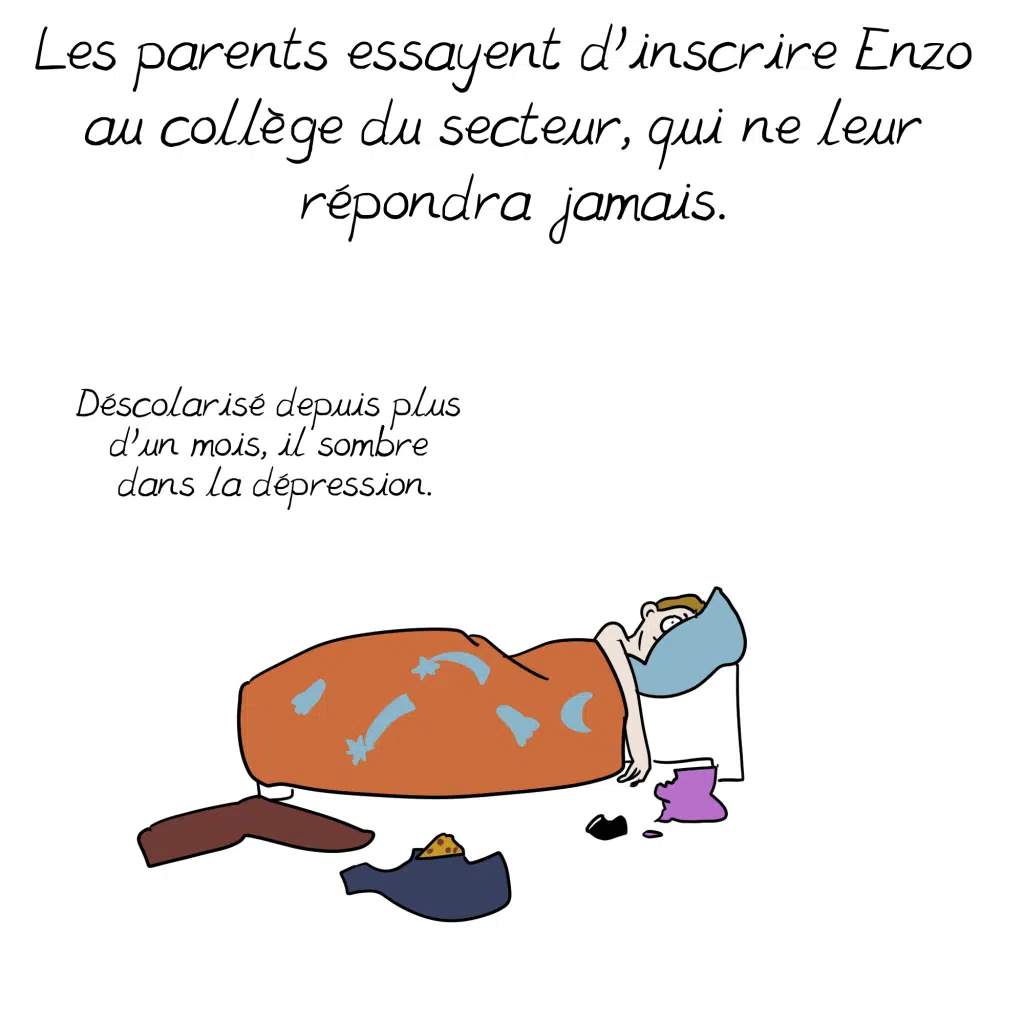 Les parents essayent d'inscrire Enzo
au collège du secteur, qui ne leur
répondra jamais.
Déscolarisé depuis plus
d'un mois, il sombre
dans la dépression.